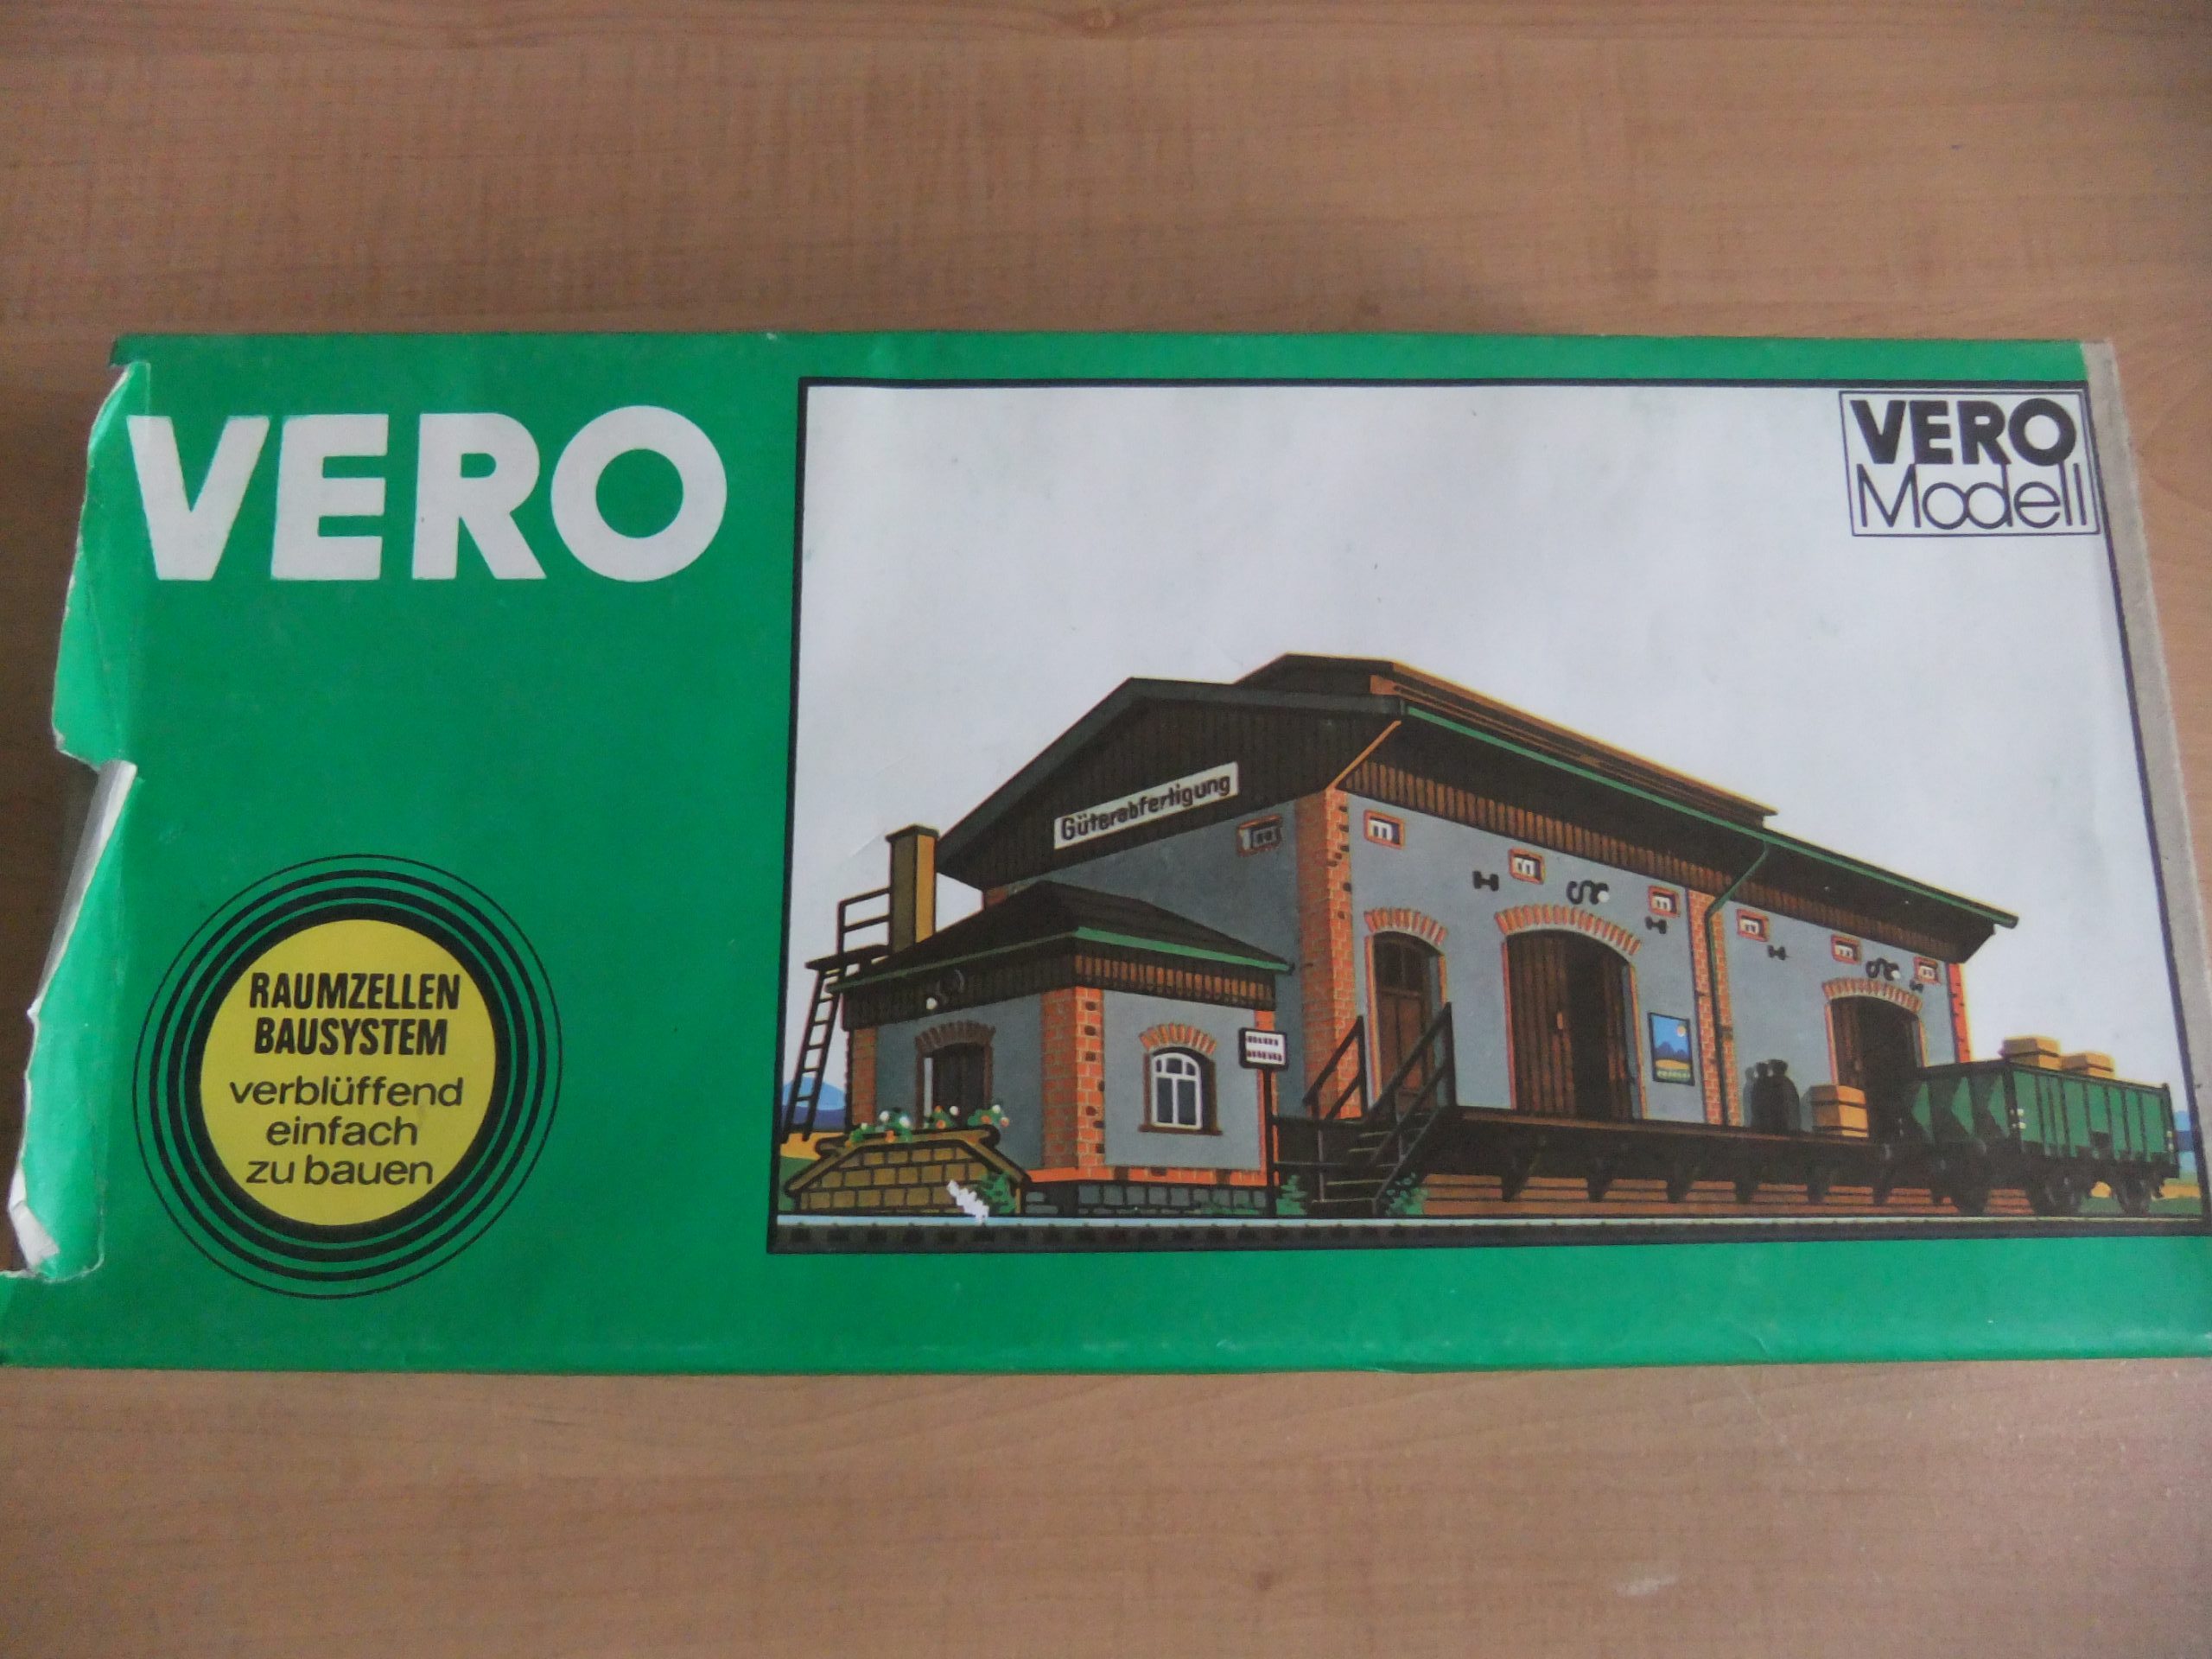 VERO
VERO
Modell
Güterabfertigung
RAUMZELLEN
BAUSYSTEM
verblüffend
einfach
zu bauen